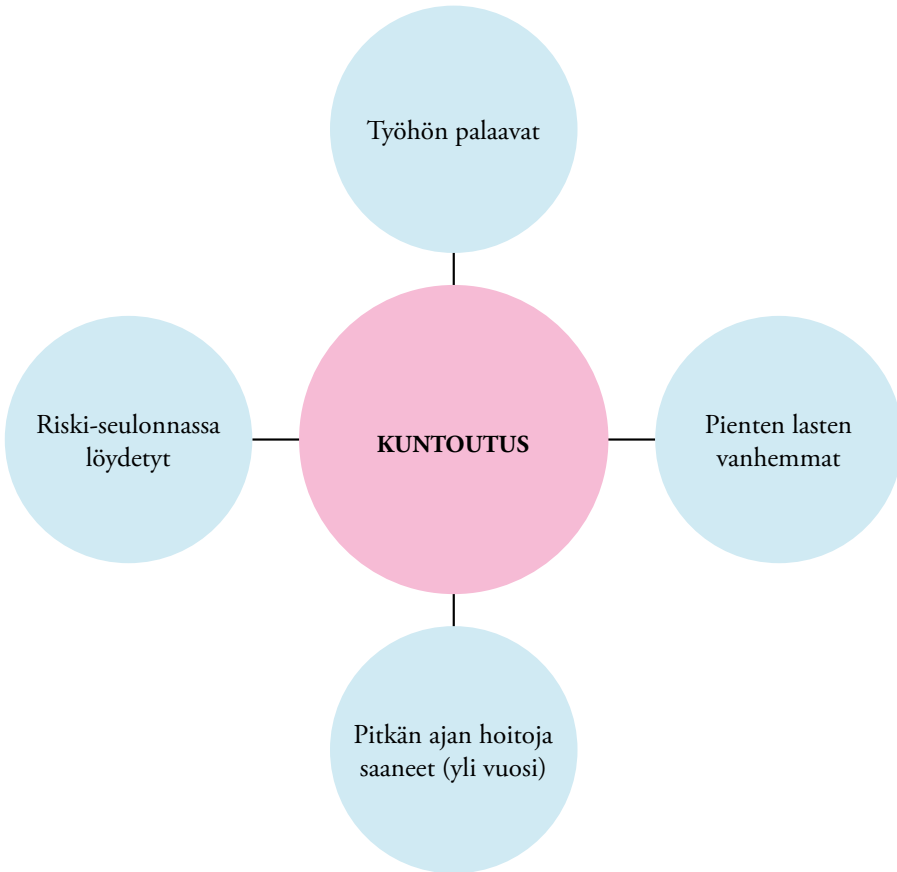 Työhön palaavat
Riski-seulonnassa
löydetyt
KUNTOUTUS
Pienten lasten
vanhemmat
Pitkän ajan hoitoja
saaneet (yli vuosi)